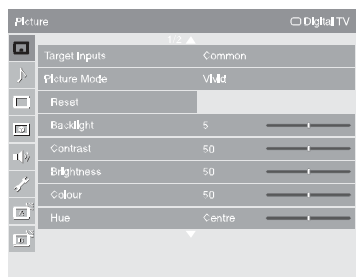 Picture Digital TV
1/2
Target Inputs Common
Picture Mode Vivid
Reset
Backlight 5
Contrast 50
Brightness 50
Colour 50
Hue Centre